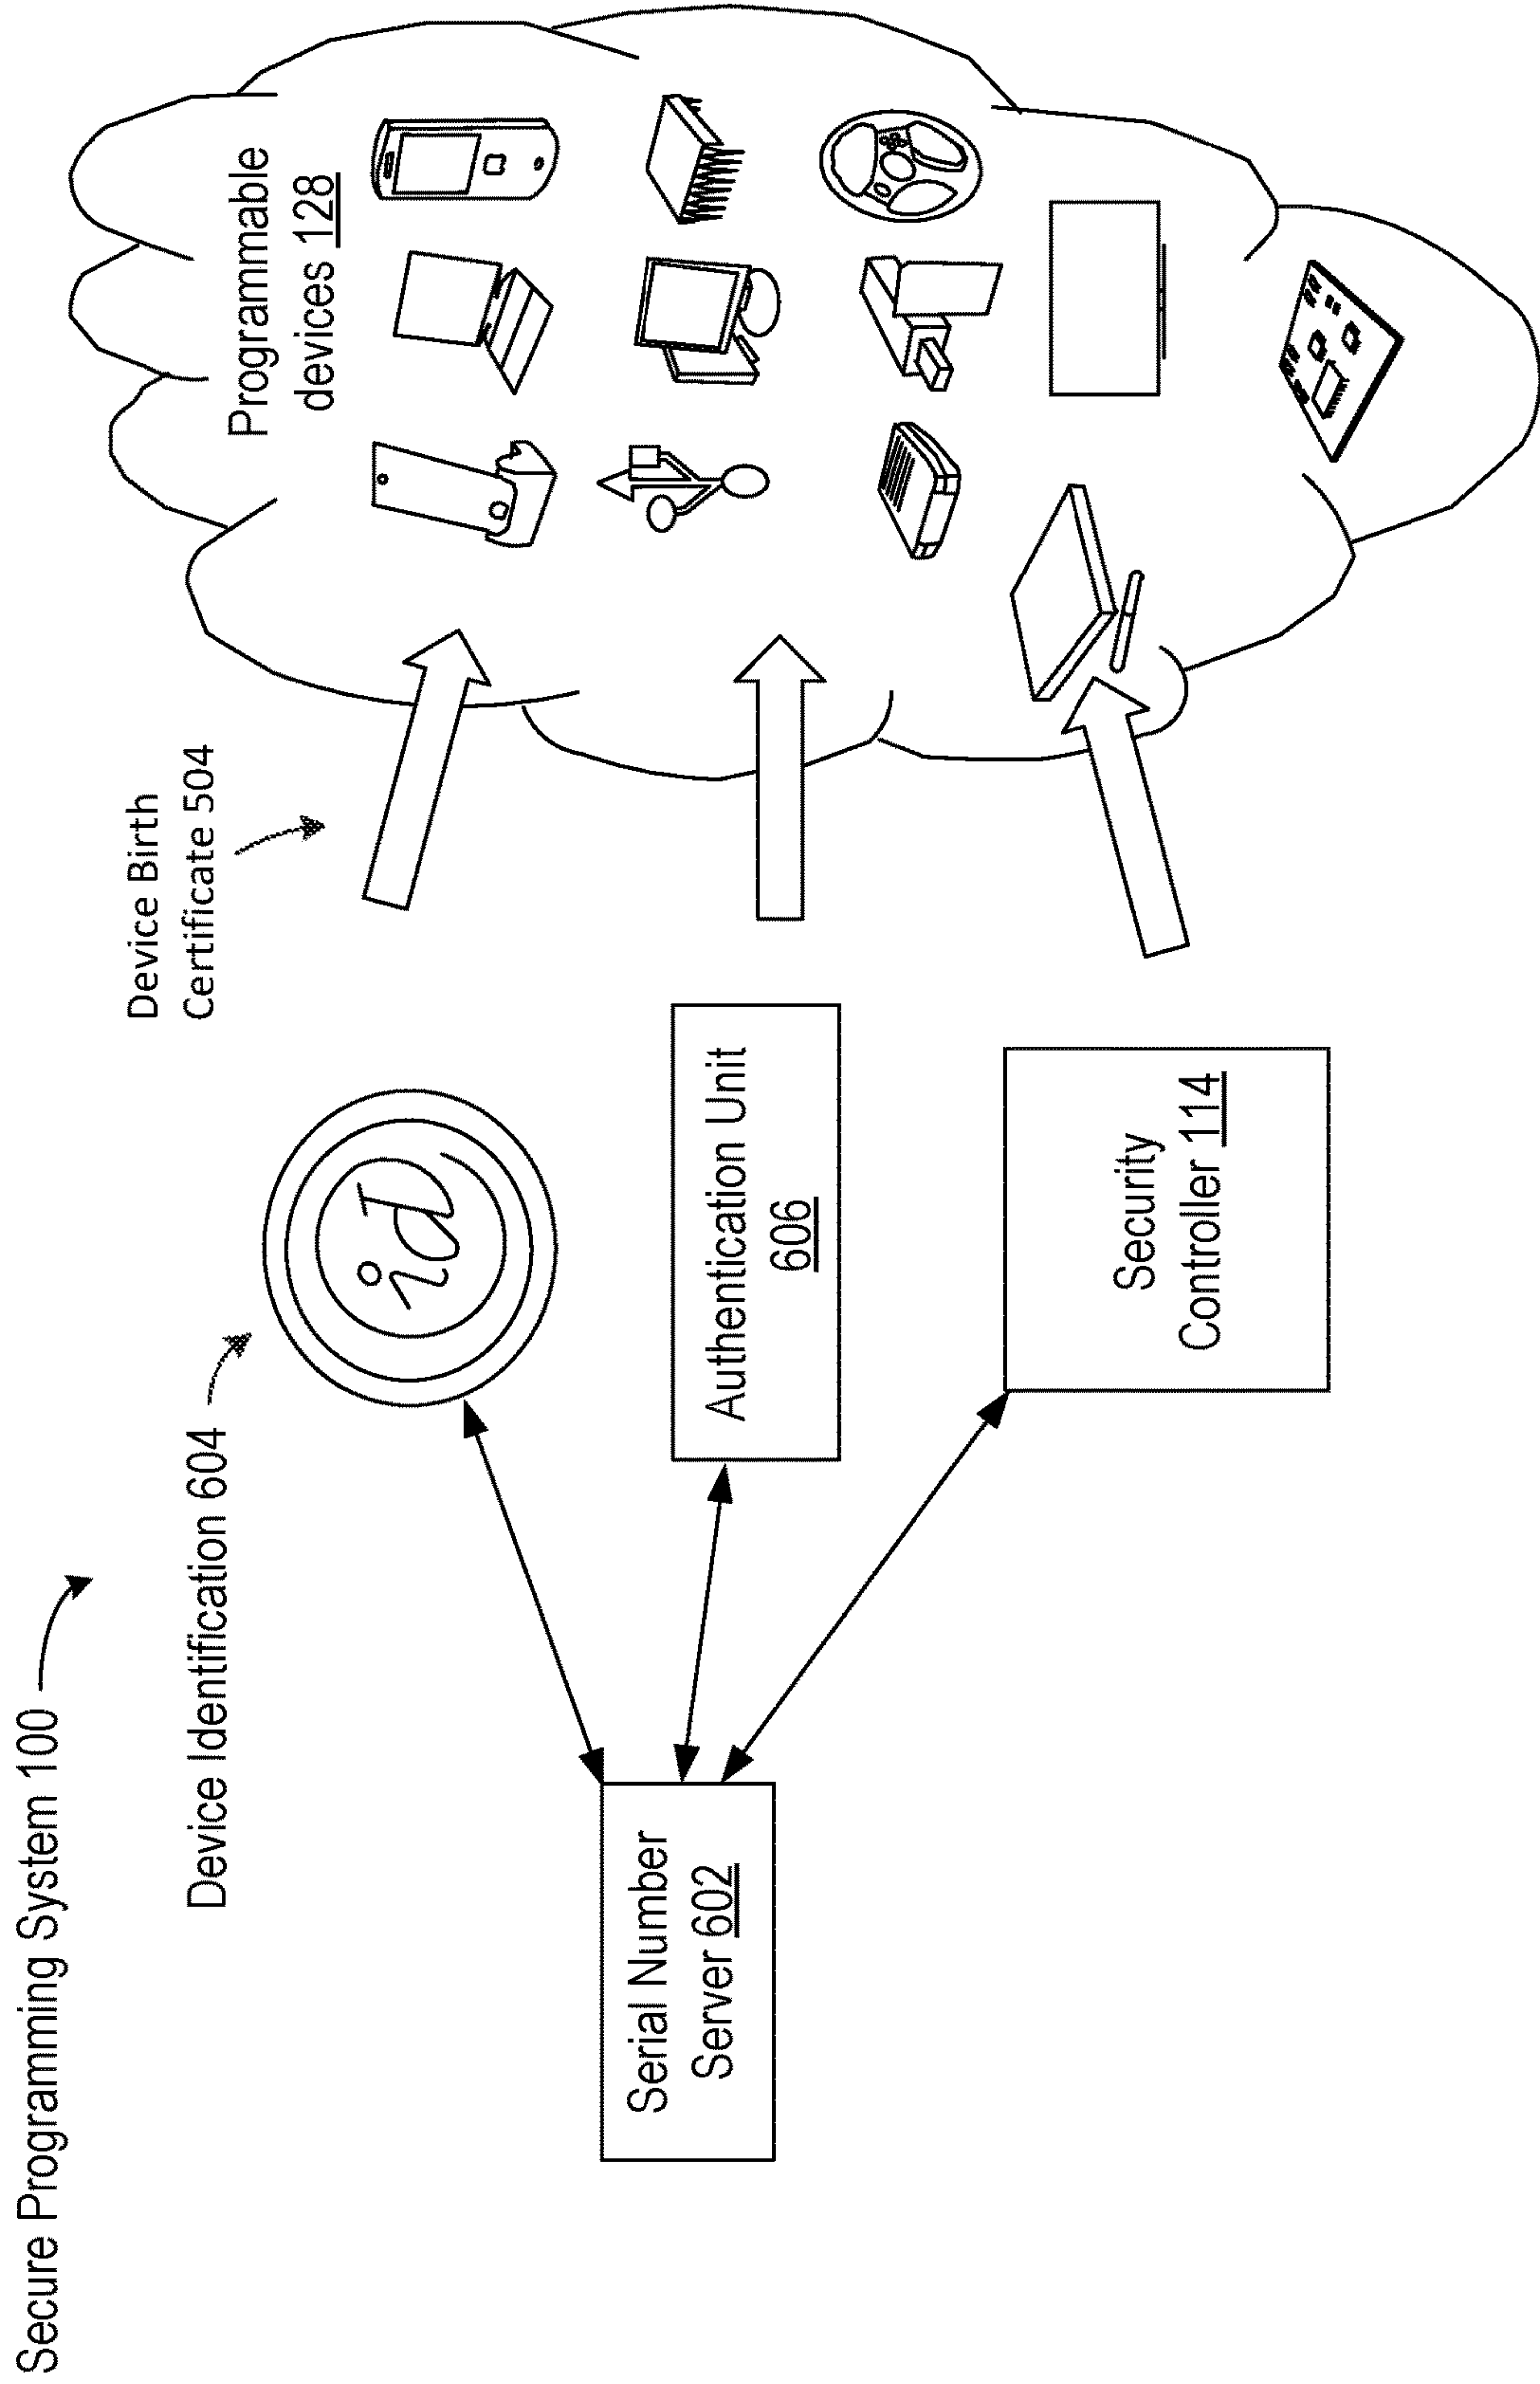 Secure Programming System 100
Device Identification 604
Device Birth
Certificate 504
Programmable
devices 128
id
Serial Number
Server 602
Authentication Unit
606
Security
Controller 114